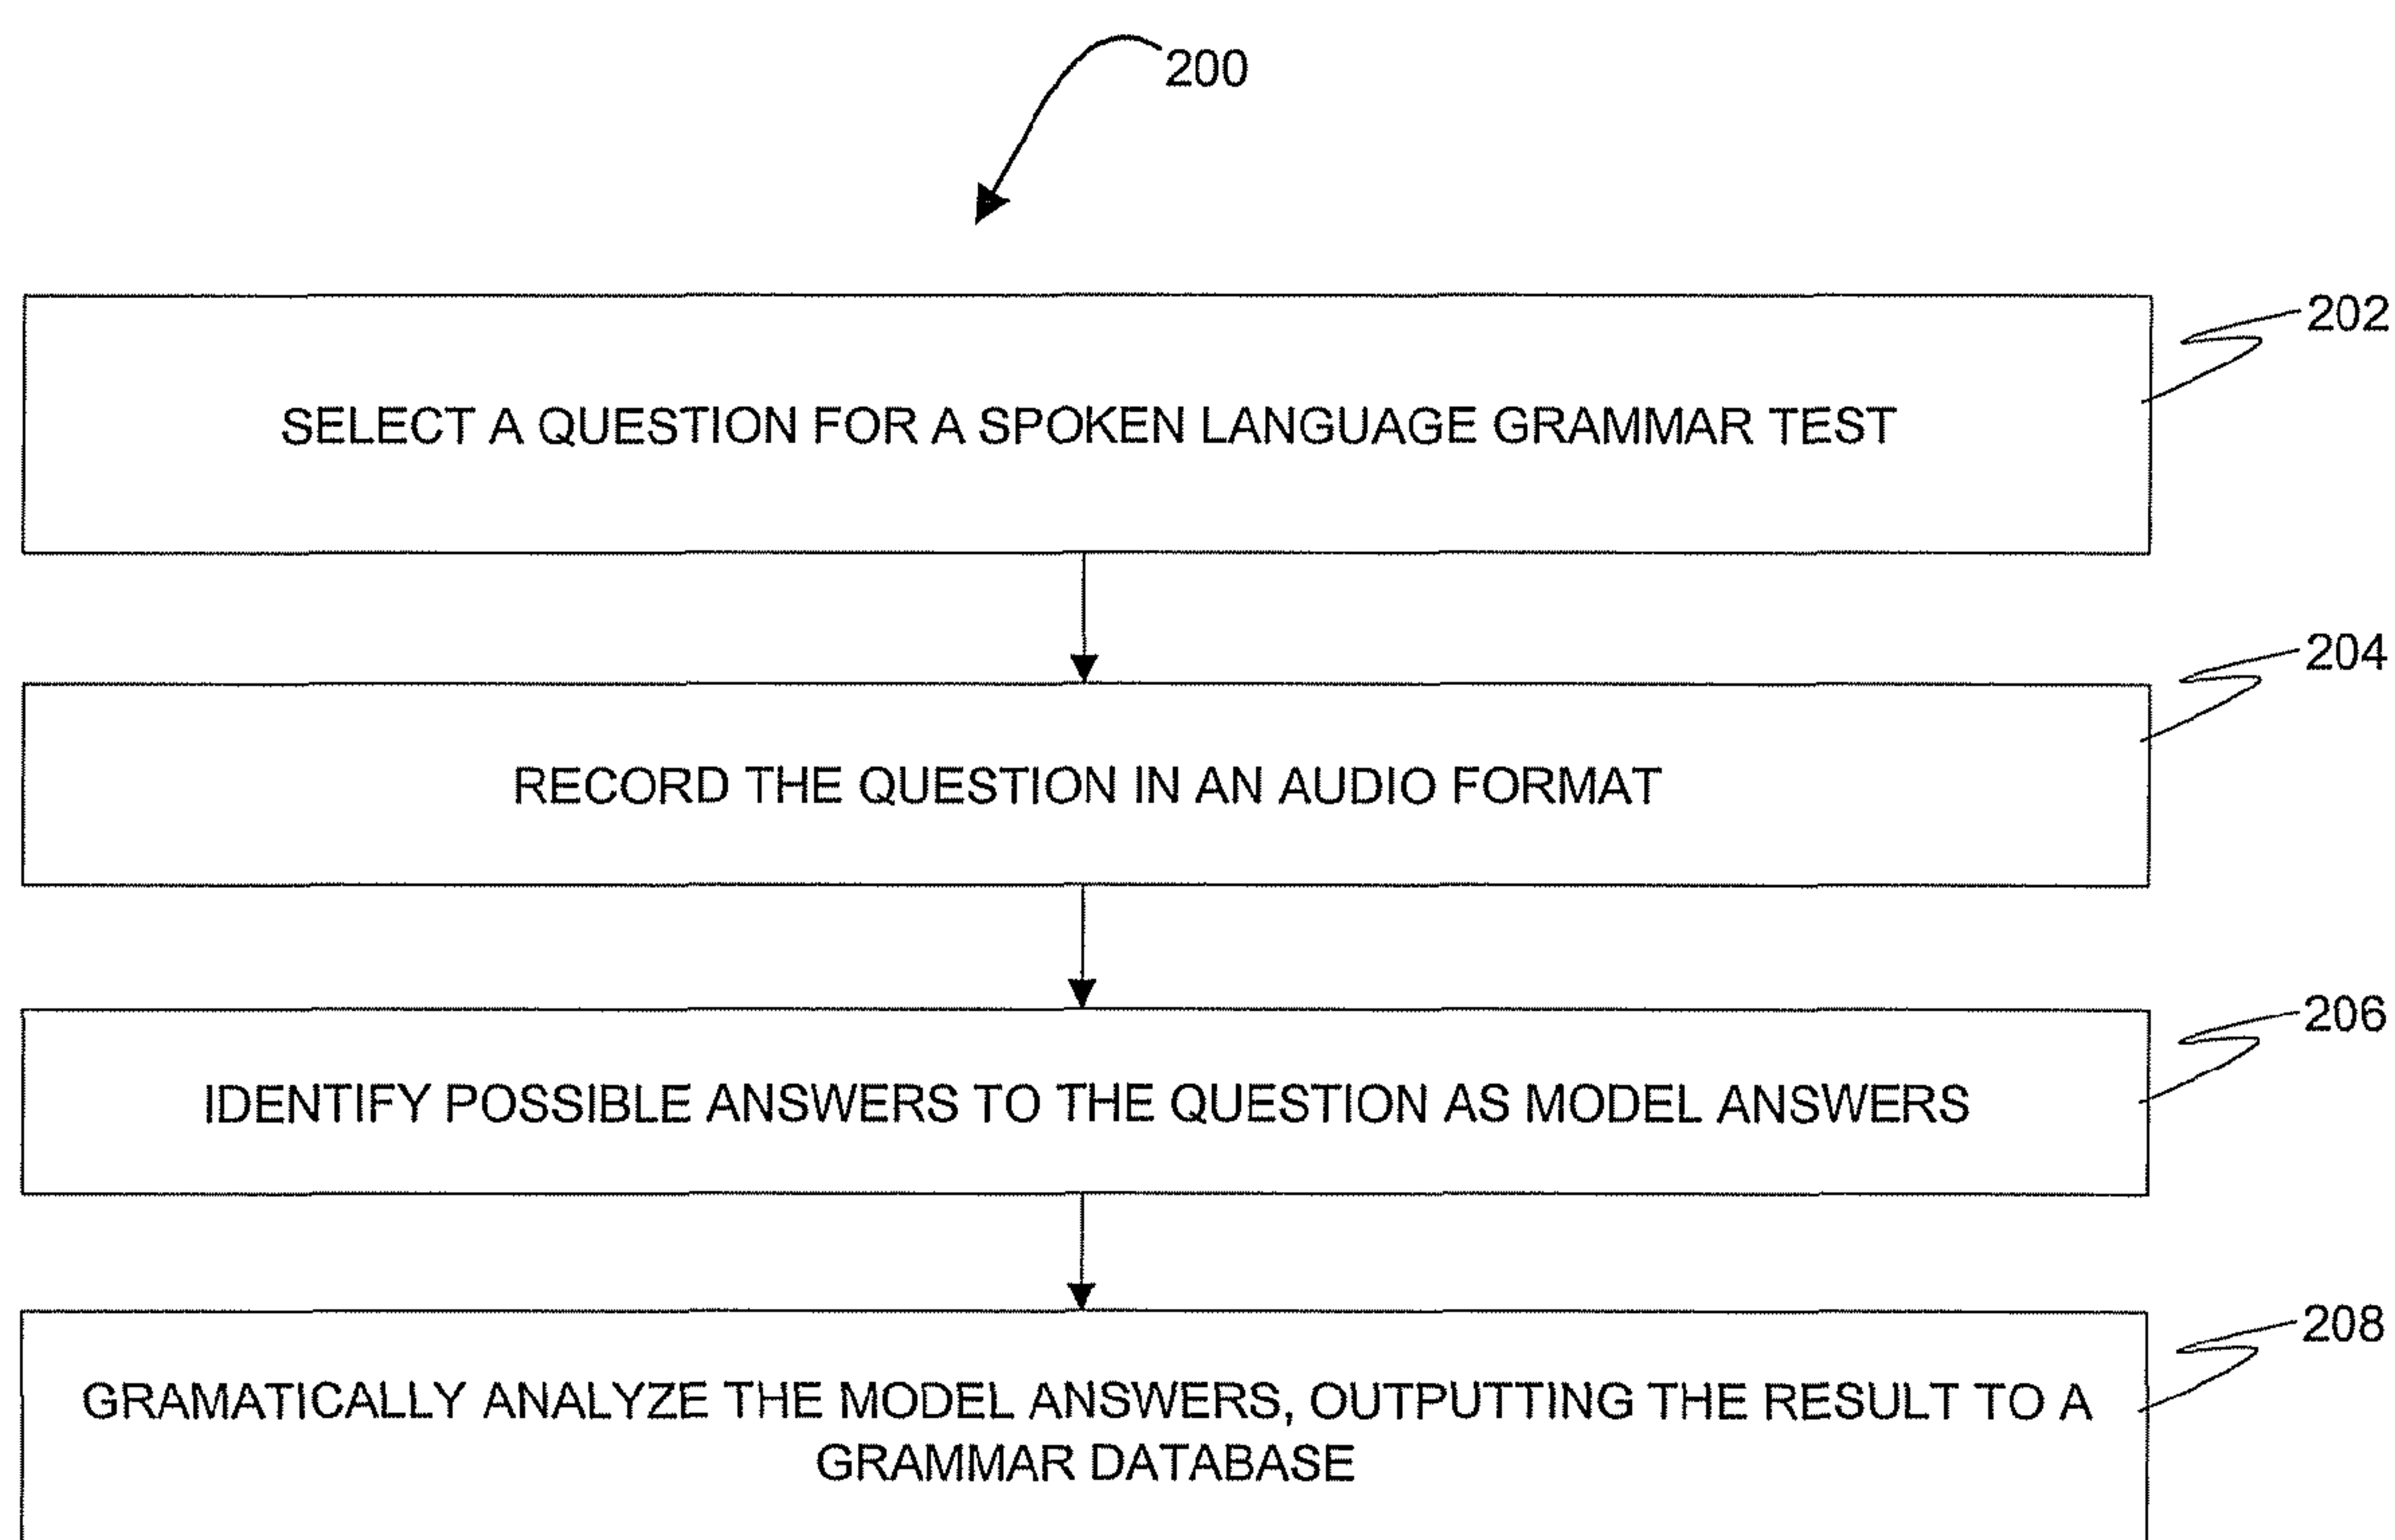 200
202
SELECT A QUESTION FOR A SPOKEN LANGUAGE GRAMMAR TEST
204
RECORD THE QUESTION IN AN AUDIO FORMAT
206
IDENTIFY POSSIBLE ANSWERS TO THE QUESTION AS MODEL ANSWERS
208
GRAMATICALLY ANALYZE THE MODEL ANSWERS, OUTPUTTING THE RESULT TO A
GRAMMAR DATABASE